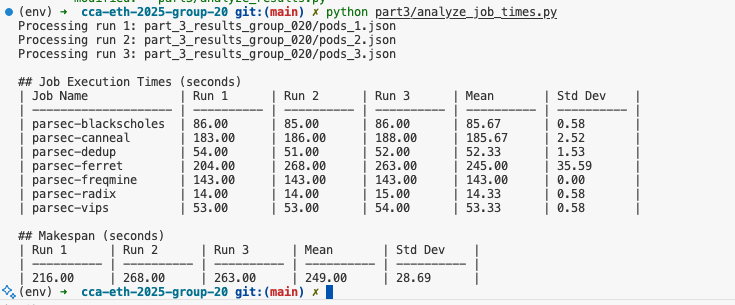 modified:   part3/analyze_results.py
(env) ➜  cca-eth-2025-group-20 git:(main) ✗ python part3/analyze_job_times.py
Processing run 1: part_3_results_group_020/pods_1.json
Processing run 2: part_3_results_group_020/pods_2.json
Processing run 3: part_3_results_group_020/pods_3.json
## Job Execution Times (seconds)
| Job Name | Run 1 | Run 2 | Run 3 | Mean | Std Dev |
| -------------------- | ---------- | ---------- | ---------- | ---------- | ---------- |
| parsec-blackscholes | 86.00 | 85.00 | 86.00 | 85.67 | 0.58 |
| parsec-canneal | 183.00 | 186.00 | 188.00 | 185.67 | 2.52 |
| parsec-dedup | 54.00 | 51.00 | 52.00 | 52.33 | 1.53 |
| parsec-ferret | 204.00 | 268.00 | 263.00 | 245.00 | 35.59 |
| parsec-freqmine | 143.00 | 143.00 | 143.00 | 143.00 | 0.00 |
| parsec-radix | 14.00 | 14.00 | 15.00 | 14.33 | 0.58 |
| parsec-vips | 53.00 | 53.00 | 54.00 | 53.33 | 0.58 |
## Makespan (seconds)
| Run 1 | Run 2 | Run 3 | Mean | Std Dev |
| ---------- | ---------- | ---------- | ---------- | ---------- |
| 216.00 | 268.00 | 263.00 | 249.00 | 28.69 |
(env) ➜  cca-eth-2025-group-20 git:(main) ✗